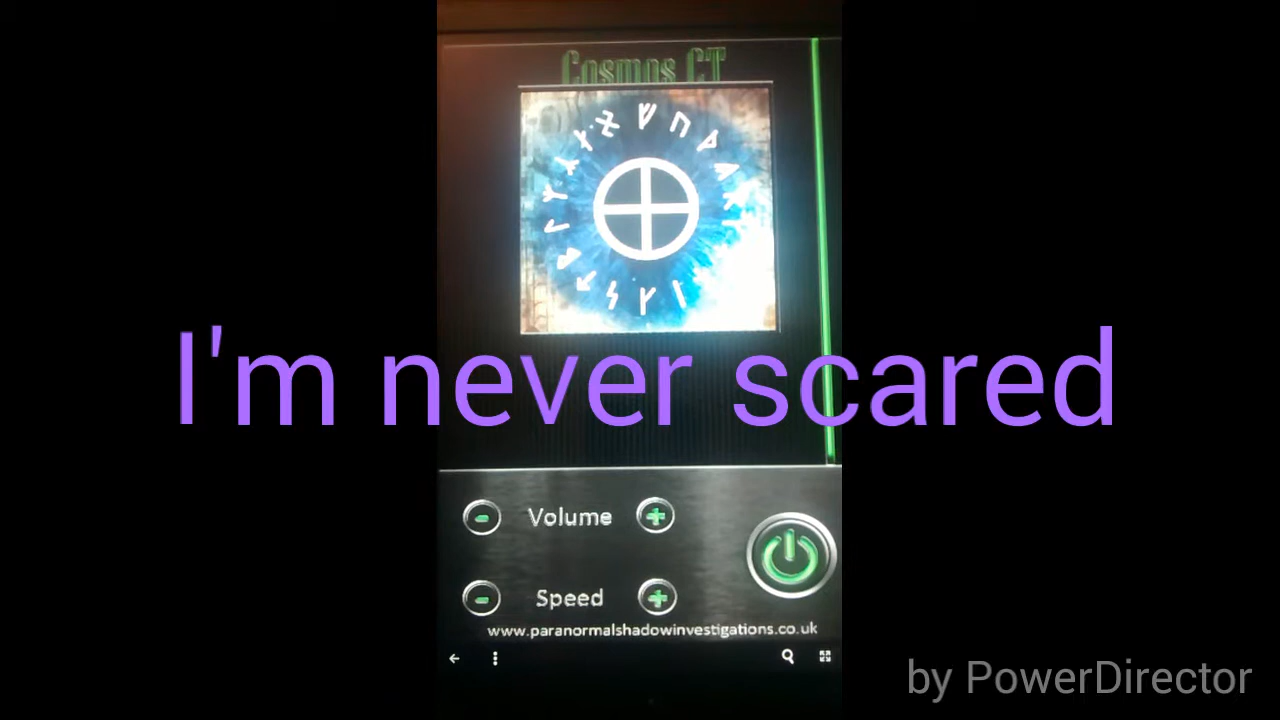 Cosmos CT
I'm never scared
Volume
Speed
www.paranormalshadowinvestigations.co.uk
by PowerDirector